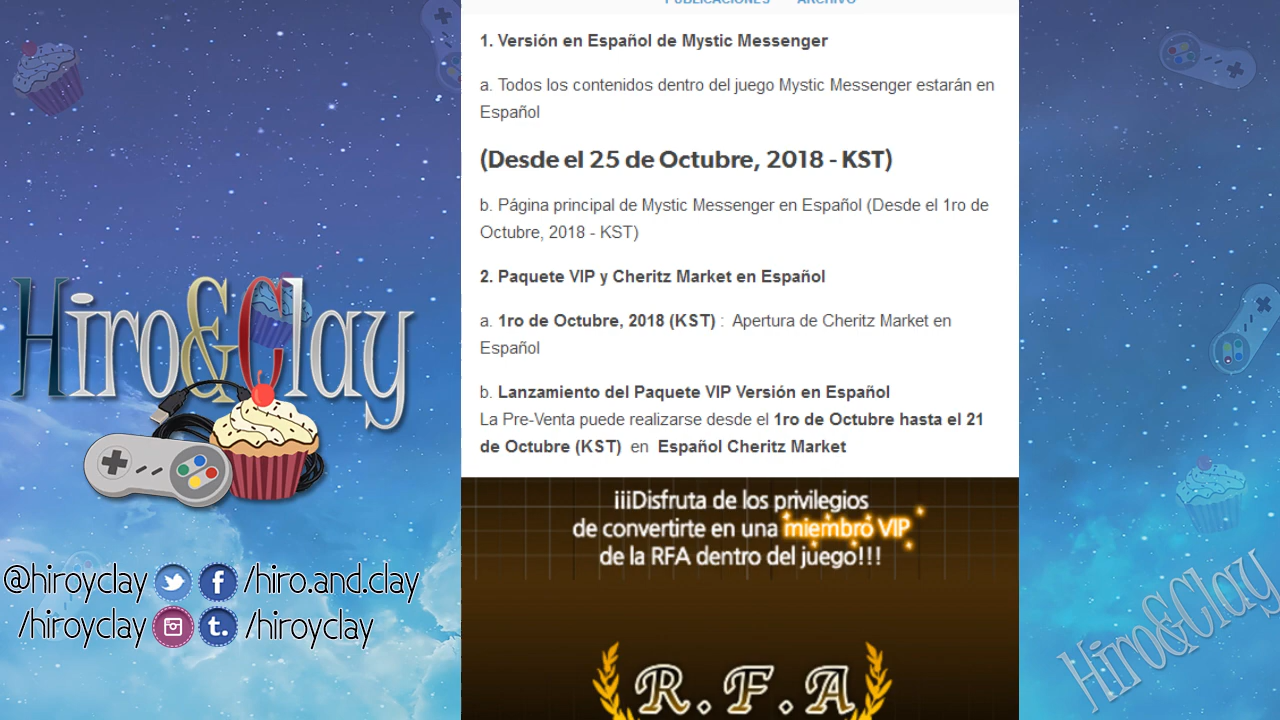 PUBLICACIONES ARCHIVO
1. Versión en Español de Mystic Messenger
a. Todos los contenidos dentro del juego Mystic Messenger estarán en
Español
(Desde el 25 de Octubre, 2018 - KST)
b. Página principal de Mystic Messenger en Español (Desde el 1ro de
Octubre, 2018 - KST)
2. Paquete VIP y Cheritz Market en Español
a. 1ro de Octubre, 2018 (KST) : Apertura de Cheritz Market en
Español
b. Lanzamiento del Paquete VIP Versión en Español
La Pre-Venta puede realizarse desde el 1ro de Octubre hasta el 21
de Octubre (KST) en Español Cheritz Market
¡¡¡Disfruta de los privilegios
de convertirte en una miembro VIP
de la RFA dentro del juego!!!
R.F.A
Hiro&Clay
@hiroyclay /hiro.and.clay
/hiroyclay t. /hiroyclay
Hiro&Clay